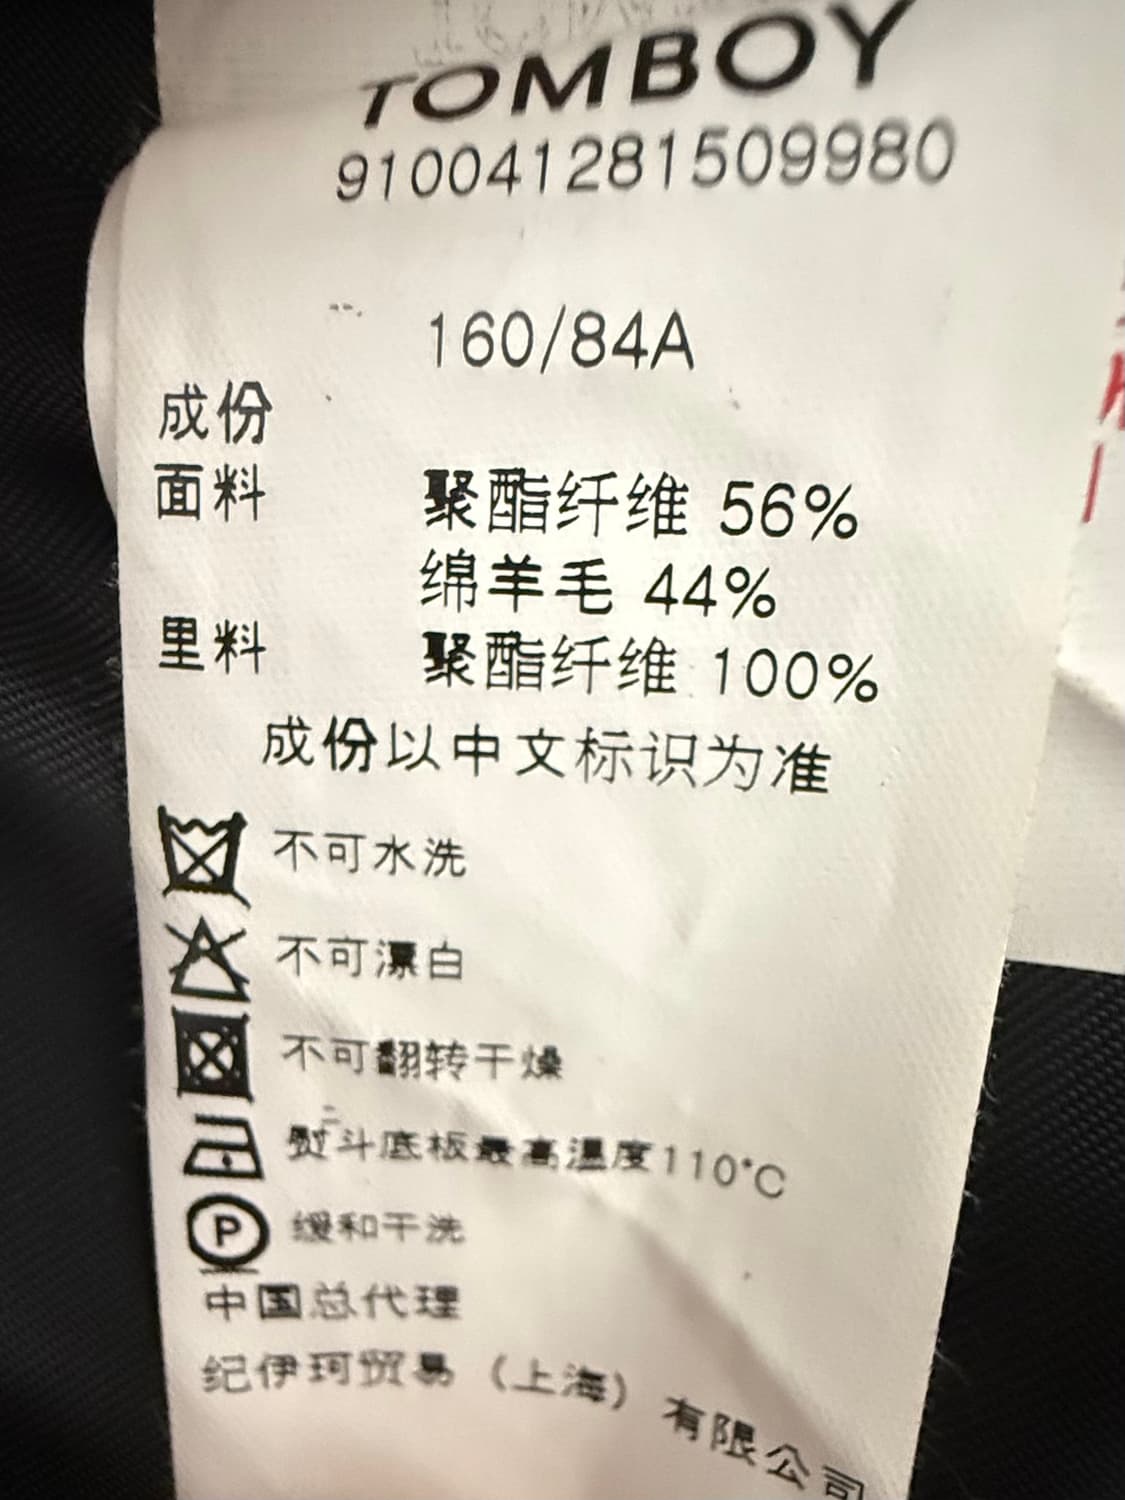 TOMBOY
910041281509980
160/84A
成份
面料 聚酯纤维 56%
绵羊毛 44%
里料 聚酯纤维 100%
成份以中文标识为准
不可水洗
不可漂白
不可翻转干燥
熨斗底板最高温度110°C
P 缓和干洗
中国总代理
纪伊珂贸易（上海）有限公司